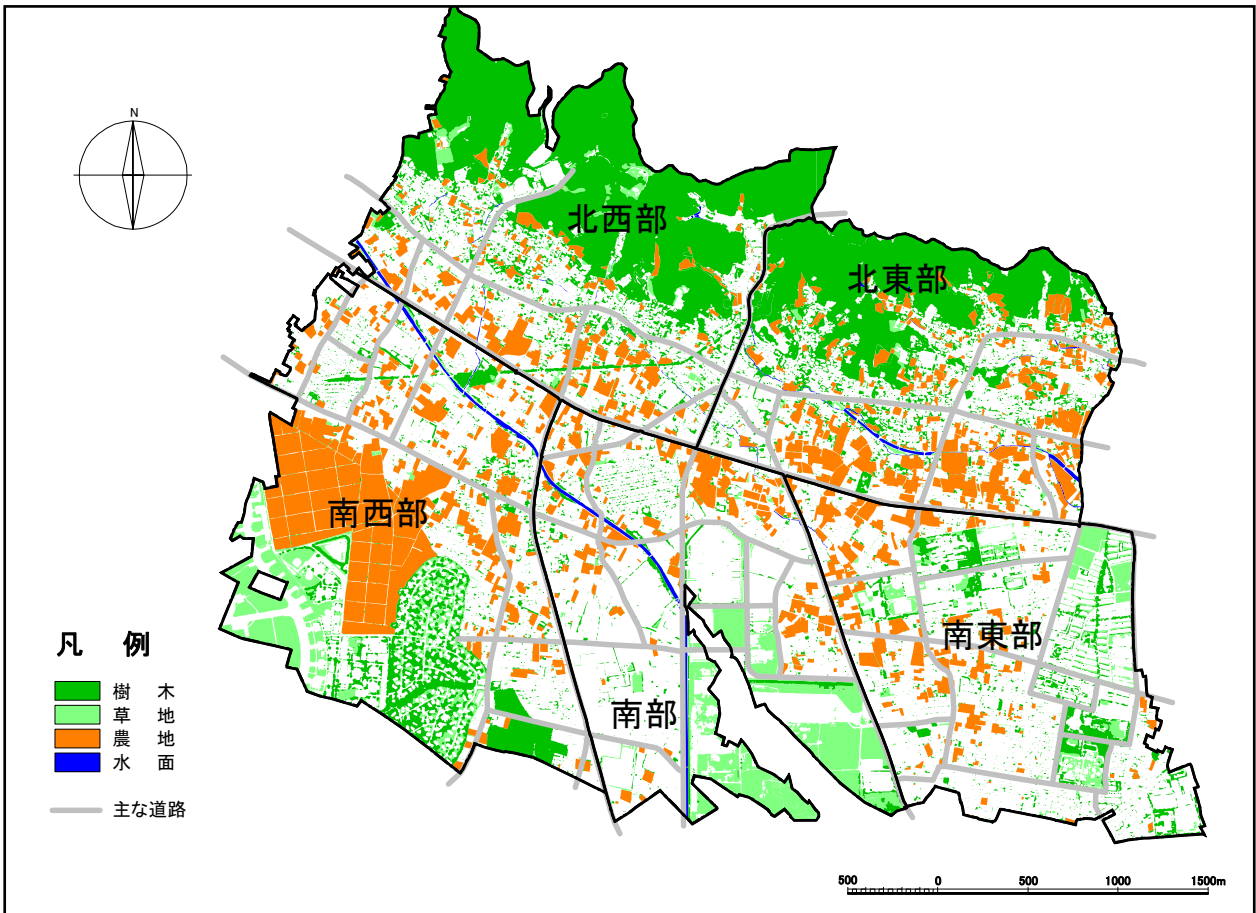 N
北西部
北東部
南西部
南東部
南部
凡 例
樹 木
草 地
農 地
水 面
主な道路
500 0 500 1000 1500m